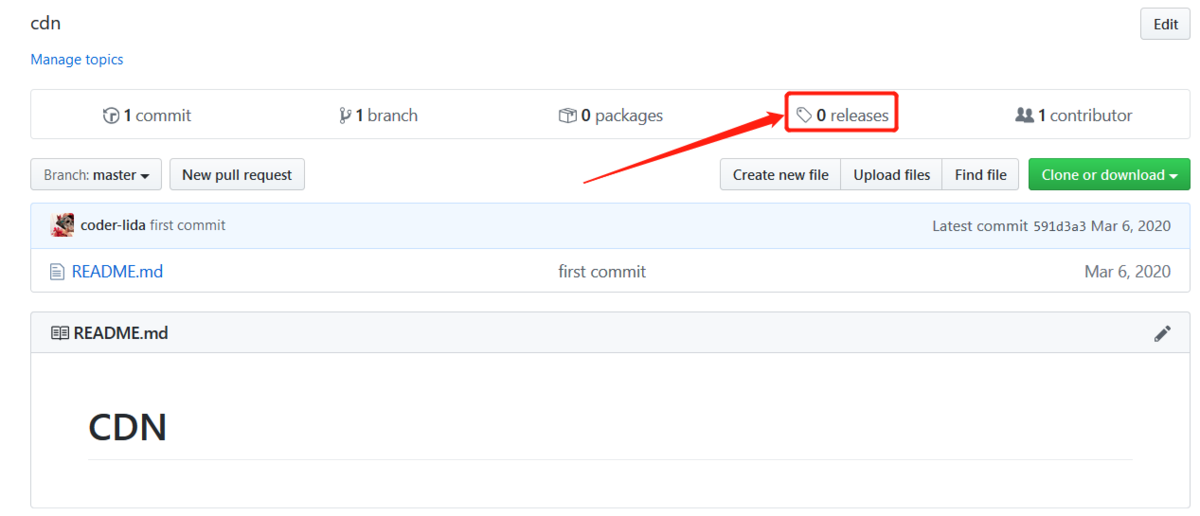 cdn
Edit
Manage topics
1 commit 1 branch 0 packages 0 releases 1 contributor
Branch: master New pull request Create new file Upload files Find file Clone or download
coder-lida first commit Latest commit 591d3a3 Mar 6, 2020
README.md first commit Mar 6, 2020
README.md
CDN